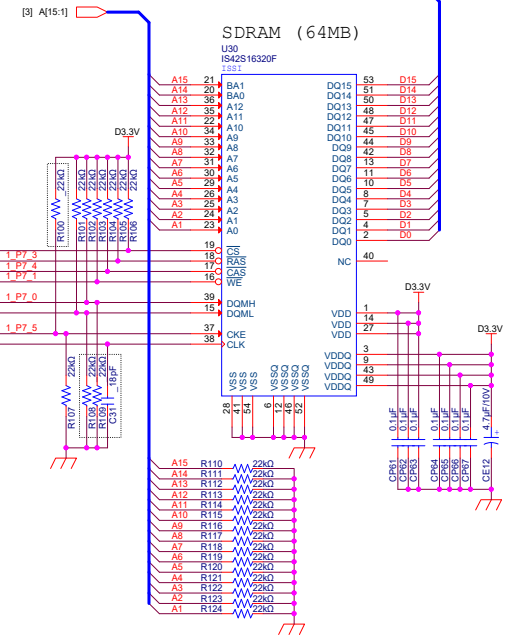 [3] A[15:1]
SDRAM (64MB)
U30
IS42S16320F
ISSI
A15 21 BA1 DQ15 53 D15
A14 20 BA0 DQ14 51 D14
A13 36 A12 DQ13 50 D13
A12 35 A11 DQ12 48 D12
A11 22 A10 DQ11 47 D11
A10 34 A9 DQ10 45 D10
A9 33 A8 DQ9 44 D9
A8 32 A7 DQ8 42 D8
A7 31 A6 DQ7 13 D7
A6 30 A5 DQ6 11 D6
A5 29 A4 DQ5 10 D5
A4 26 A3 DQ4 8 D4
A3 25 A2 DQ3 7 D3
A2 24 A1 DQ2 5 D2
A1 23 A0 DQ1 4 D1
DQ0 2 D0
D3.3V
22kΩ 22kΩ 22kΩ 22kΩ 22kΩ 22kΩ 22kΩ
R100 R101 R102 R103 R104 R105 R106
1_P7_3 19 CS
1_P7_4 18 RAS
1_P7_1 17 CAS
16 WE
NC 40
1_P7_0 39 DQMH
15 DQML
1_P7_5 37 CKE
38 CLK
D3.3V
VDD 1
VDD 14
VDD 27
D3.3V
VDDQ 3
VDDQ 9
VDDQ 43
VDDQ 49
22kΩ 22kΩ 22kΩ 18pF
R107 R108 R109 C31
VSS VSS VSS VSSQ VSSQ VSSQ VSSQ
28 41 54 6 12 46 52
0.1µF 0.1µF 0.1µF 0.1µF 0.1µF 0.1µF 0.1µF 4.7µF/10V
+
CP61 CP62 CP63 CP64 CP65 CP66 CP67 CE12
A15 R110 22kΩ
A14 R111 22kΩ
A13 R112 22kΩ
A12 R113 22kΩ
A11 R114 22kΩ
A10 R115 22kΩ
A9 R116 22kΩ
A8 R117 22kΩ
A7 R118 22kΩ
A6 R119 22kΩ
A5 R120 22kΩ
A4 R121 22kΩ
A3 R122 22kΩ
A2 R123 22kΩ
A1 R124 22kΩ